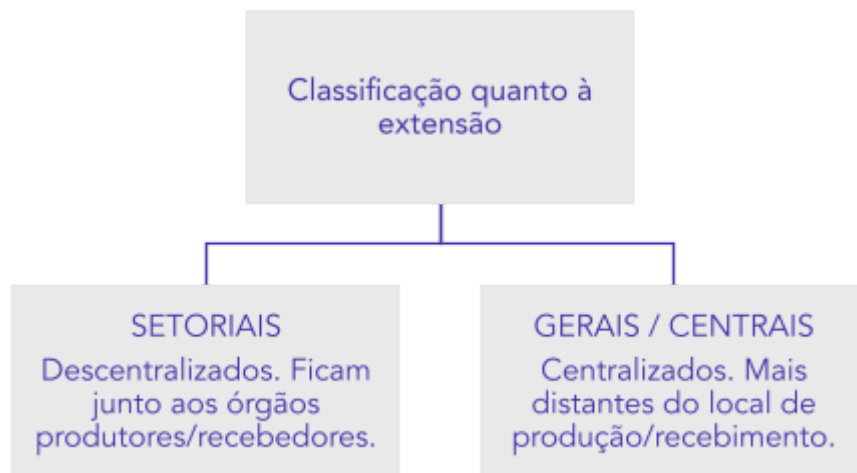 Classificação quanto à
extensão
SETORIAIS
Descentralizados. Ficam
junto aos órgãos
produtores/recebedores.
GERAIS / CENTRAIS
Centralizados. Mais
distantes do local de
produção/recebimento.